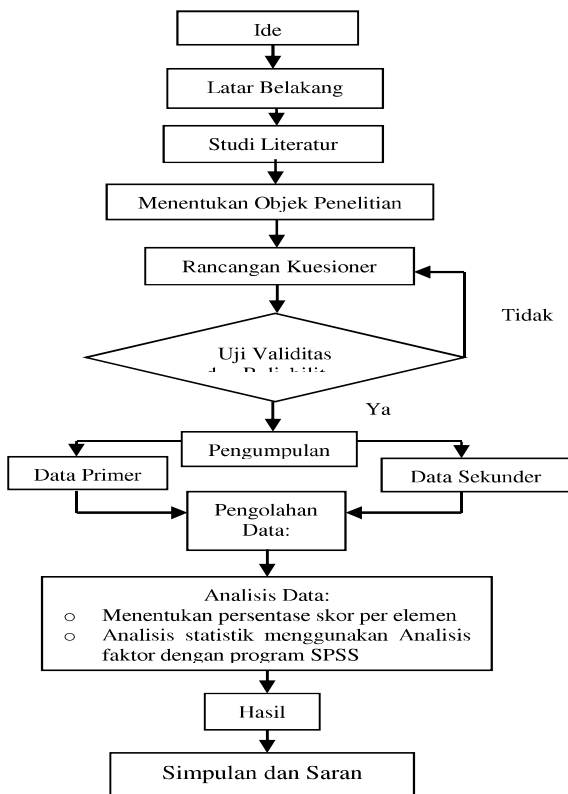 Ide
Latar Belakang
Studi Literatur
Menentukan Objek Penelitian
Rancangan Kuesioner
Tidak
Uji Validitas
Ya
Pengumpulan
Data Primer
Data Sekunder
Pengolahan
Data:
Analisis Data:
o Menentukan persentase skor per elemen
o Analisis statistik menggunakan Analisis
faktor dengan program SPSS
Hasil
Simpulan dan Saran